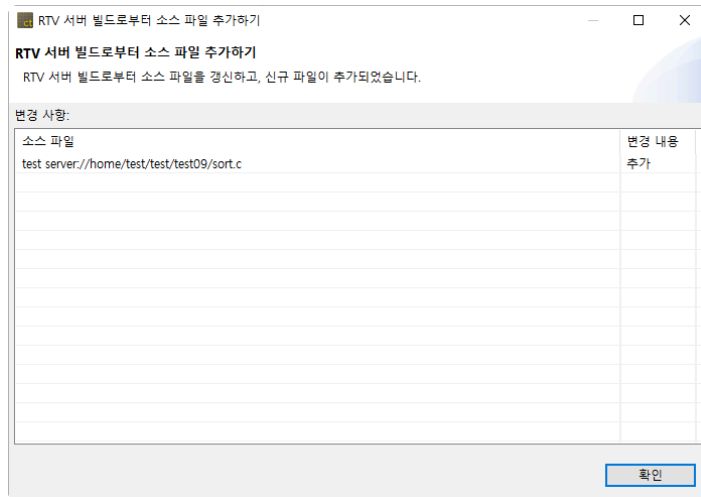 ct RTV 서버 빌드로부터 소스 파일 추가하기
RTV 서버 빌드로부터 소스 파일 추가하기
RTV 서버 빌드로부터 소스 파일을 갱신하고, 신규 파일이 추가되었습니다.
변경 사항:
소스 파일 변경 내용
test server://home/test/test/test09/sort.c 추가
확인